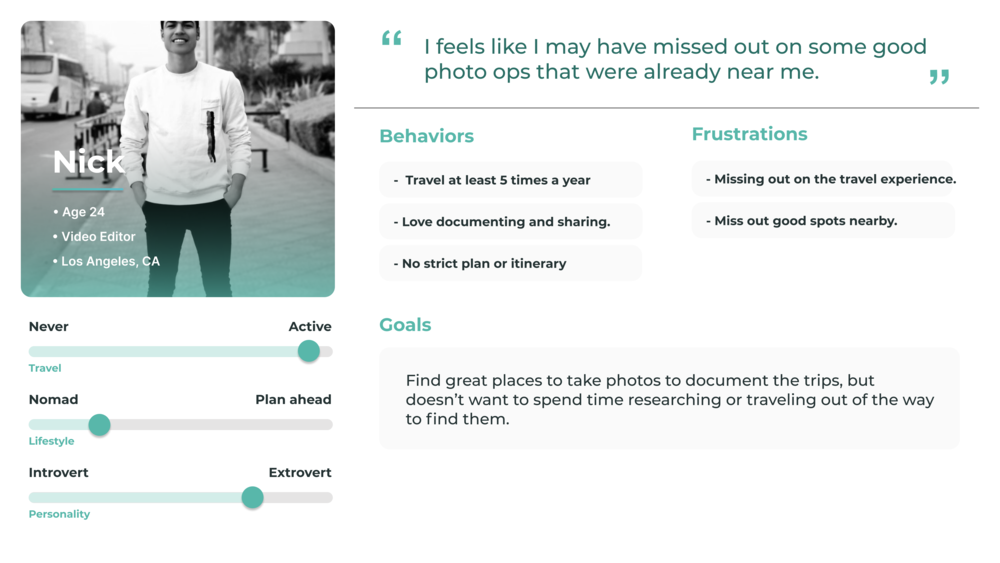 Nick
• Age 24
• Video Editor
• Los Angeles, CA
Never Active
Travel
Nomad Plan ahead
Lifestyle
Introvert Extrovert
Personality
“ I feels like I may have missed out on some good
photo ops that were already near me. ”
Behaviors
- Travel at least 5 times a year
- Love documenting and sharing.
- No strict plan or itinerary
Frustrations
- Missing out on the travel experience.
- Miss out good spots nearby.
Goals
Find great places to take photos to document the trips, but
doesn’t want to spend time researching or traveling out of the way
to find them.